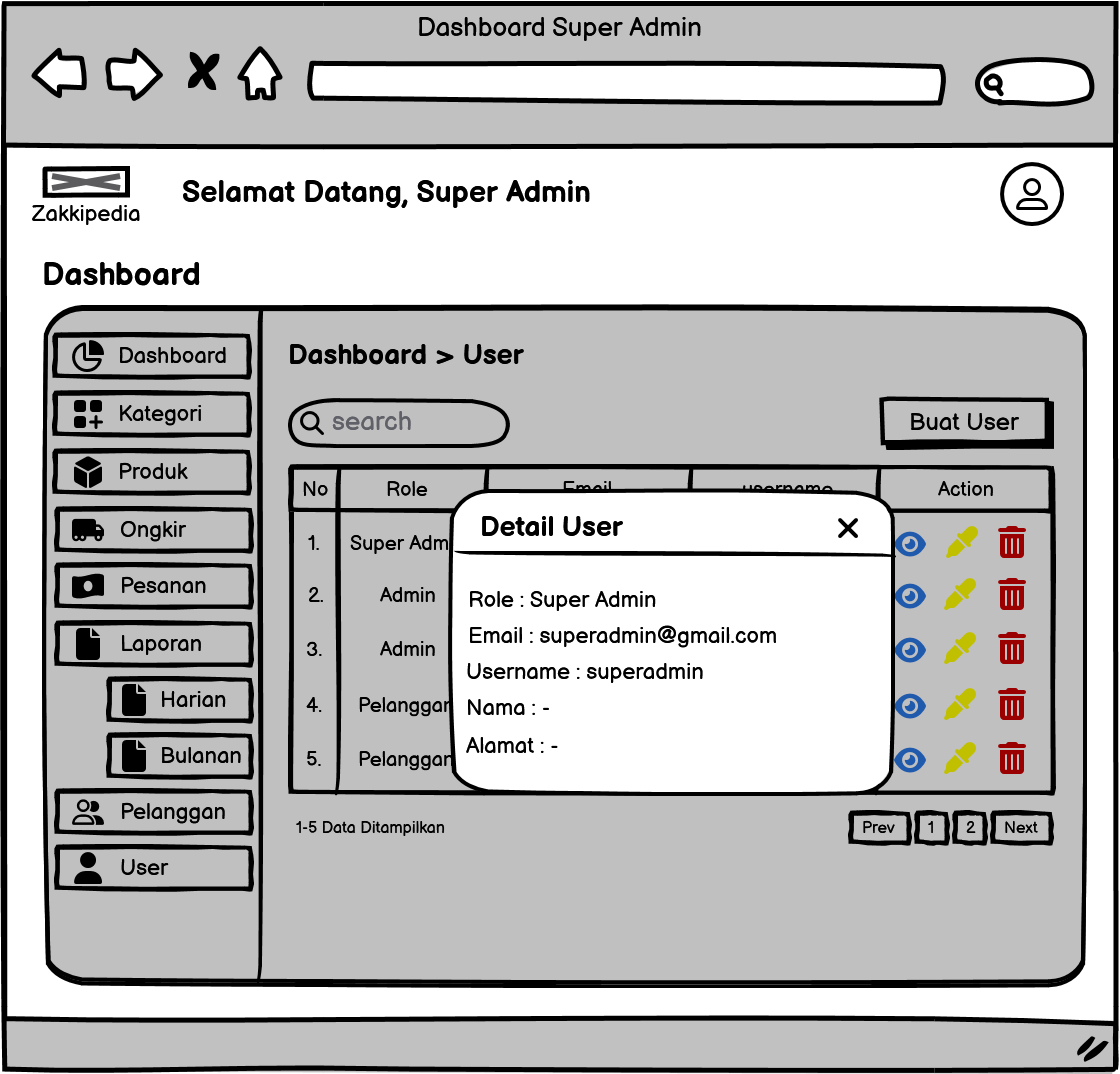 Dashboard Super Admin
Zakkipedia
Selamat Datang, Super Admin
Dashboard
Dashboard
Kategori
Produk
Ongkir
Pesanan
Laporan
Harian
Bulanan
Pelanggan
User
Dashboard > User
search
Buat User
No Role Email username Action
1. Super Adm
2. Admin
3. Admin
4. Pelanggan
5. Pelanggan
Detail User
Role : Super Admin
Email : superadmin@gmail.com
Username : superadmin
Nama : -
Alamat : -
1-5 Data Ditampilkan
Prev 1 2 Next